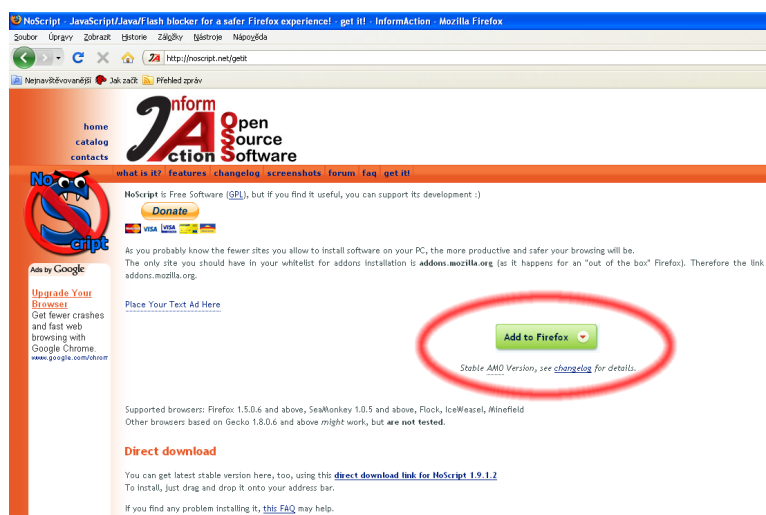 NoScript - JavaScript/Java/Flash blocker for a safer Firefox experience! - get it! - InformAction - Mozilla Firefox
Soubor Úpravy Zobrazit Historie Záložky Nástroje Nápověda
http://noscript.net/getit
Nejnavštěvovanější Jak začít Přehled zpráv
Inform
Action
Open
Source
Software
home
catalog
contacts
what is it? features changelog screenshots forum faq get it!
NoScript
NoScript is Free Software (GPL), but if you find it useful, you can support its development :)
Donate
VISA VISA
As you probably know the fewer sites you allow to install software on your PC, the more productive and safer your browsing will be.
The only site you should have in your whitelist for addons installation is addons.mozilla.org (as it happens for an "out of the box" Firefox). Therefore the link
addons.mozilla.org.
Ads by Google
Upgrade Your
Browser
Get fewer crashes
and fast web
browsing with
Google Chrome.
www.google.com/chrom
Place Your Text Ad Here
Add to Firefox
Stable AMO Version, see changelog for details.
Supported browsers: Firefox 1.5.0.6 and above, SeaMonkey 1.0.5 and above, Flock, IceWeasel, Minefield
Other browsers based on Gecko 1.8.0.6 and above might work, but are not tested.
Direct download
You can get latest stable version here, too, using this direct download link for NoScript 1.9.1.2
To install, just drag and drop it onto your address bar.
If you find any problem installing it, this FAQ may help.